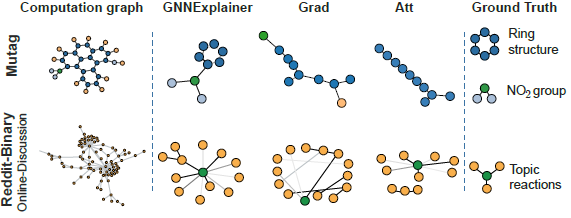 Computation graph GNNExplainer Grad Att Ground Truth
Mutag
Ring
structure
NO2 group
Reddit-Binary
Online-Discussion
Topic
reactions